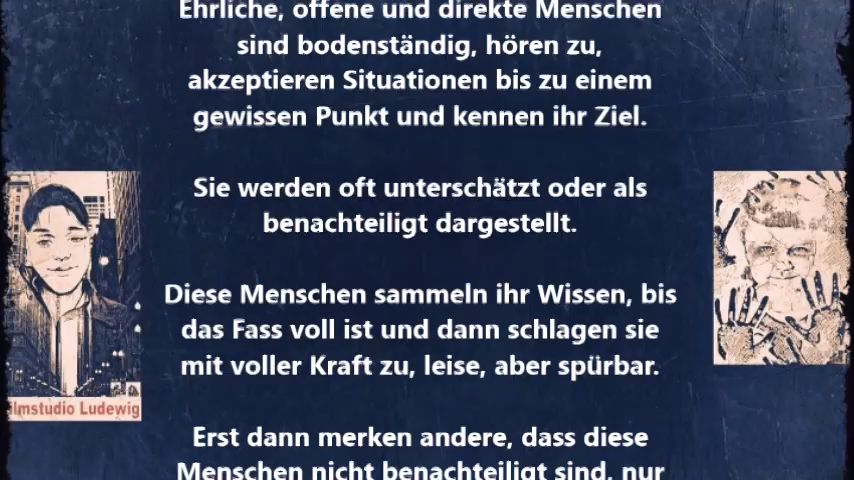 Ehrliche, offene und direkte Menschen
sind bodenständig, hören zu,
akzeptieren Situationen bis zu einem
gewissen Punkt und kennen ihr Ziel.
Sie werden oft unterschätzt oder als
benachteiligt dargestellt.
Diese Menschen sammeln ihr Wissen, bis
das Fass voll ist und dann schlagen sie
mit voller Kraft zu, leise, aber spürbar.
Erst dann merken andere, dass diese
Menschen nicht benachteiligt sind, nur
ilmstudio Ludewig